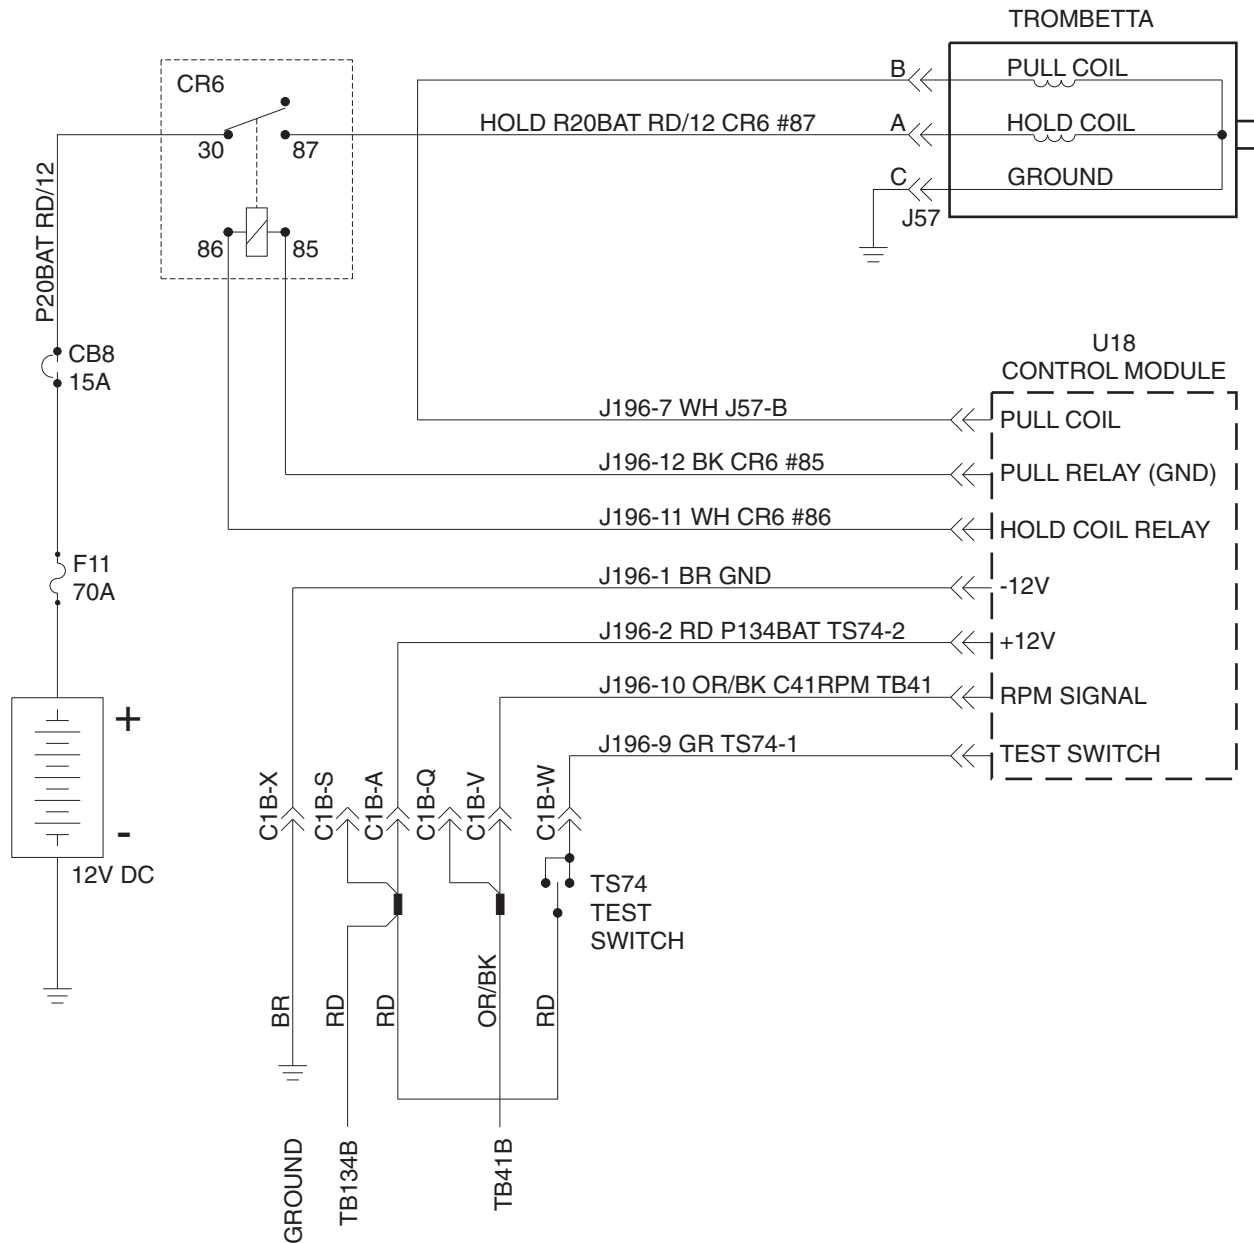 TROMBETTA
CR6
B
PULL COIL
HOLD R20BAT RD/12 CR6 #87
A
HOLD COIL
30
87
C
GROUND
J57
P20BAT RD/12
86
85
CB8
15A
U18
CONTROL MODULE
J196-7 WH J57-B
PULL COIL
J196-12 BK CR6 #85
PULL RELAY (GND)
J196-11 WH CR6 #86
HOLD COIL RELAY
F11
70A
J196-1 BR GND
-12V
J196-2 RD P134BAT TS74-2
+12V
J196-10 OR/BK C41RPM TB41
RPM SIGNAL
J196-9 GR TS74-1
TEST SWITCH
+
-
12V DC
C1B-X
C1B-S
C1B-A
C1B-Q
C1B-V
C1B-W
TS74
TEST
SWITCH
BR
RD
RD
OR/BK
RD
GROUND
TB134B
TB41B